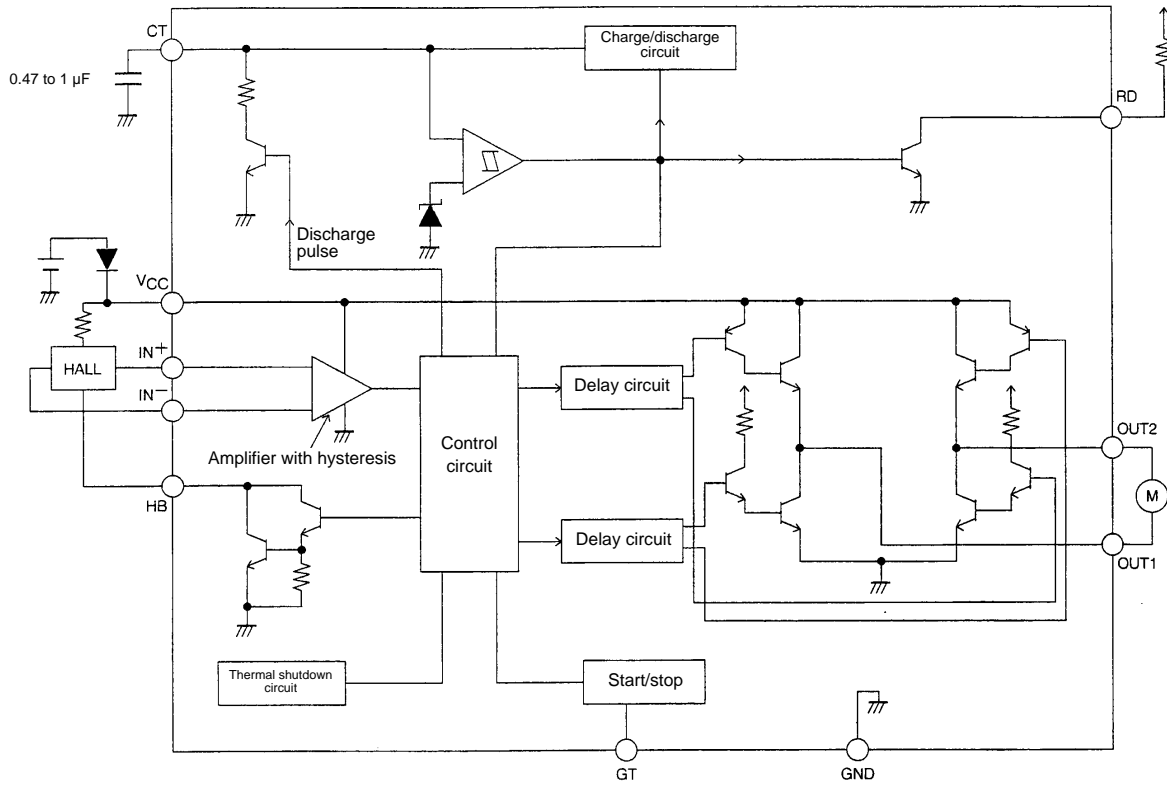 CT
Charge/discharge
circuit
0.47 to 1 µF
RD
Discharge
pulse
VCC
IN+
HALL
IN−
Delay circuit
Control
circuit
OUT2
Amplifier with hysteresis
M
HB
Delay circuit
OUT1
Thermal shutdown
circuit
Start/stop
GT
GND